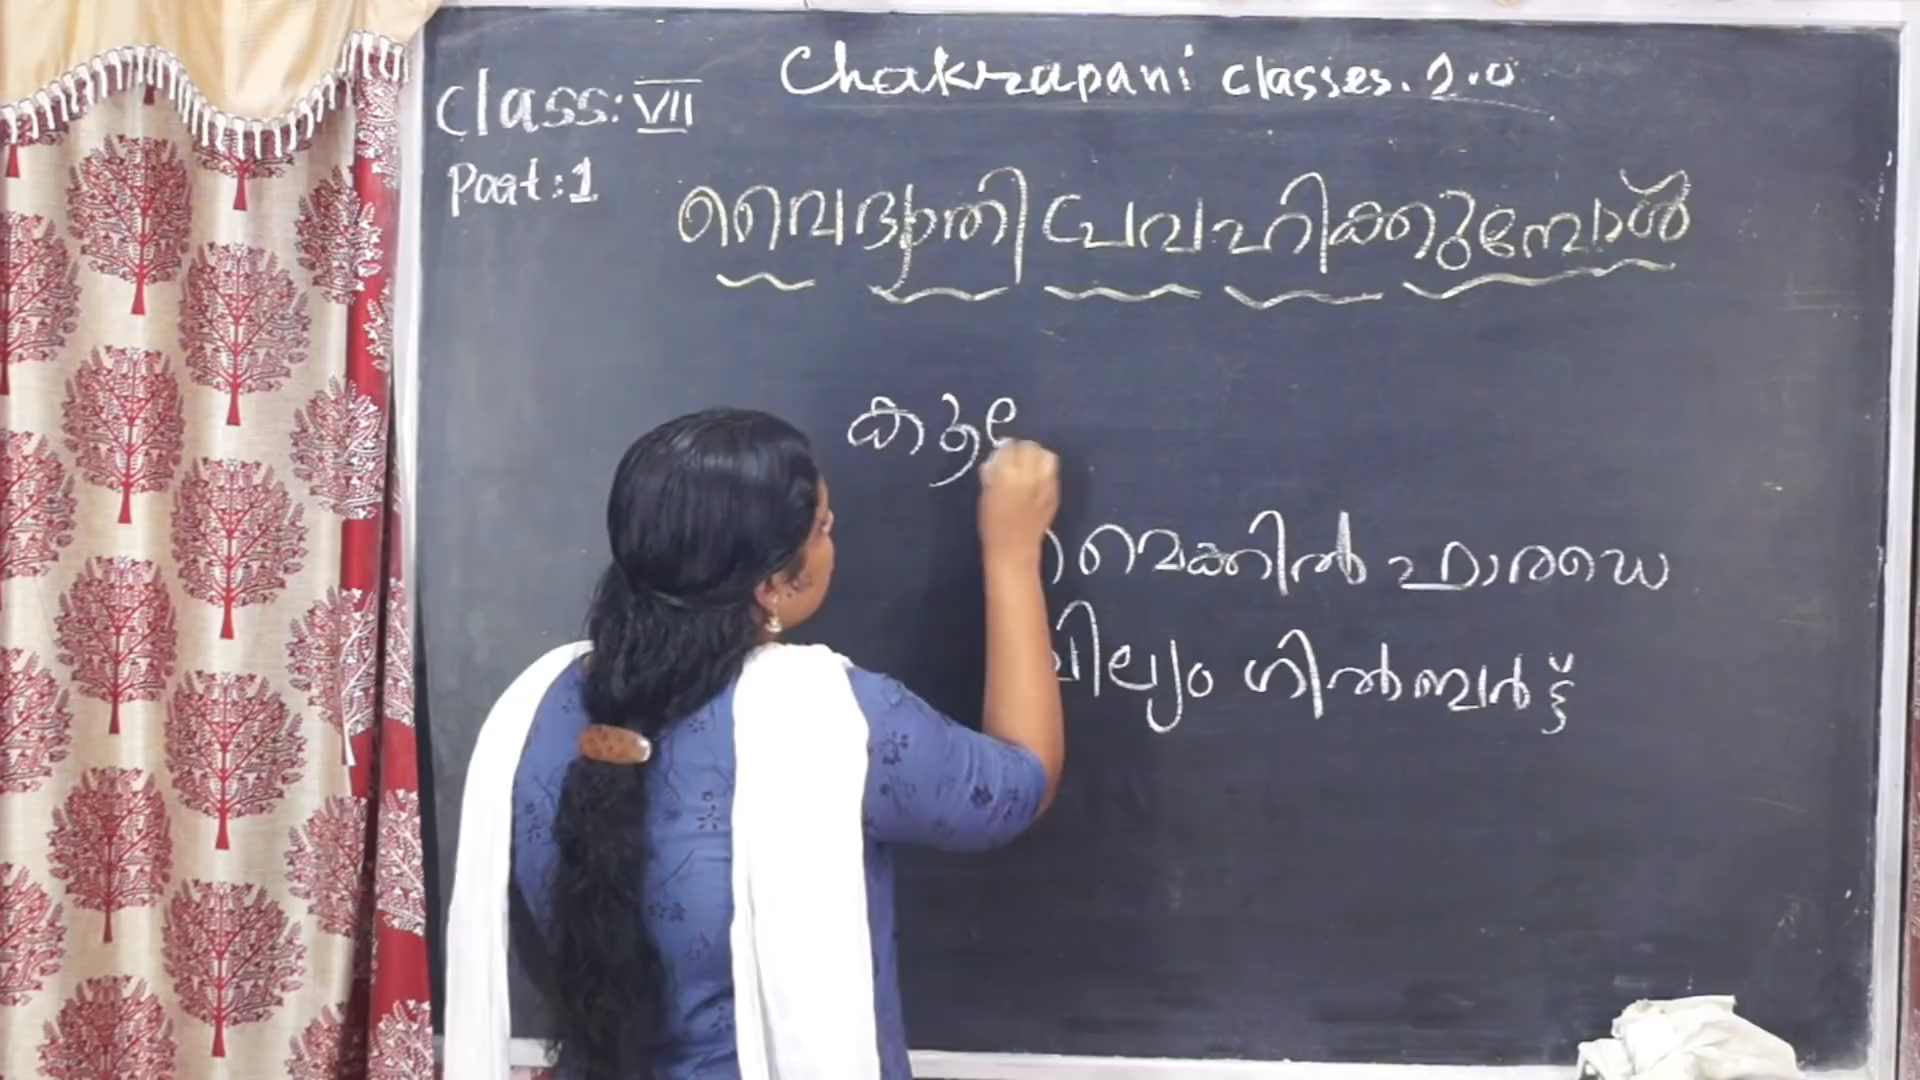 Chakrapani classes. 2.0
Class: VII
Part: 1
വൈദ്യുതി പ്രവഹിക്കുമ്പോൾ
മൈക്കിൽ ഫാരഡെ
വില്യം ഗിൽബർട്ട്